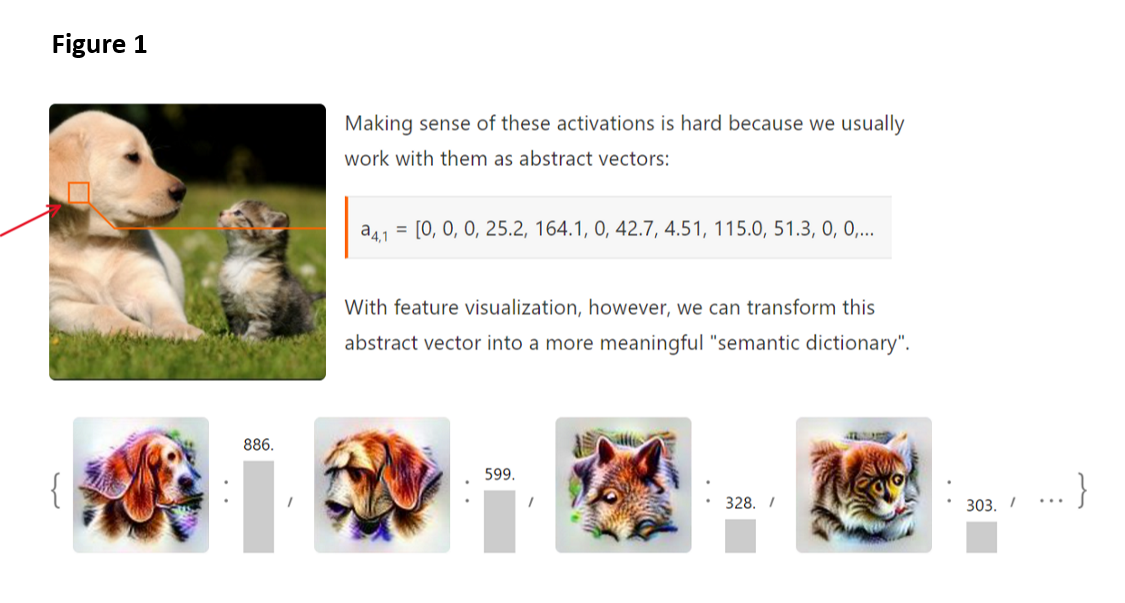 Figure 1
Making sense of these activations is hard because we usually
work with them as abstract vectors:
a4,1 = [0, 0, 0, 25.2, 164.1, 0, 42.7, 4.51, 115.0, 51.3, 0, 0,...
With feature visualization, however, we can transform this
abstract vector into a more meaningful "semantic dictionary".
{ : 886. , : 599. , : 328. , : 303. , ... }